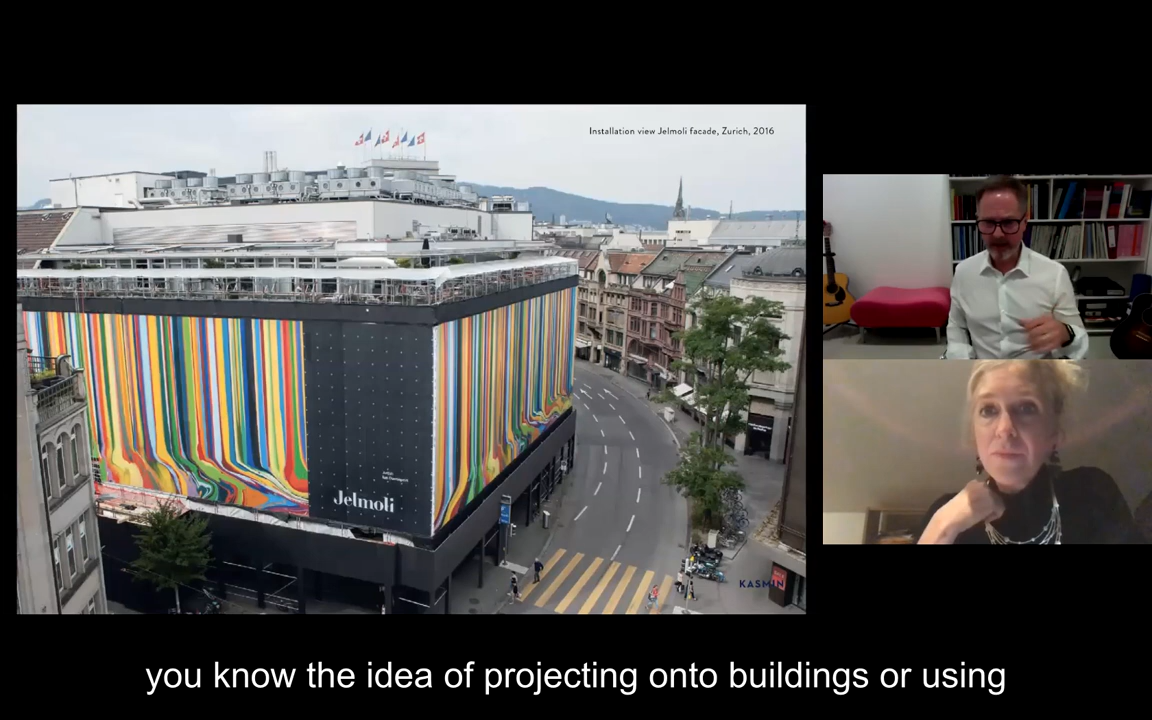 Installation view Jelmoli facade, Zurich, 2016
Jelmoli
KASMIN
you know the idea of projecting onto buildings or using